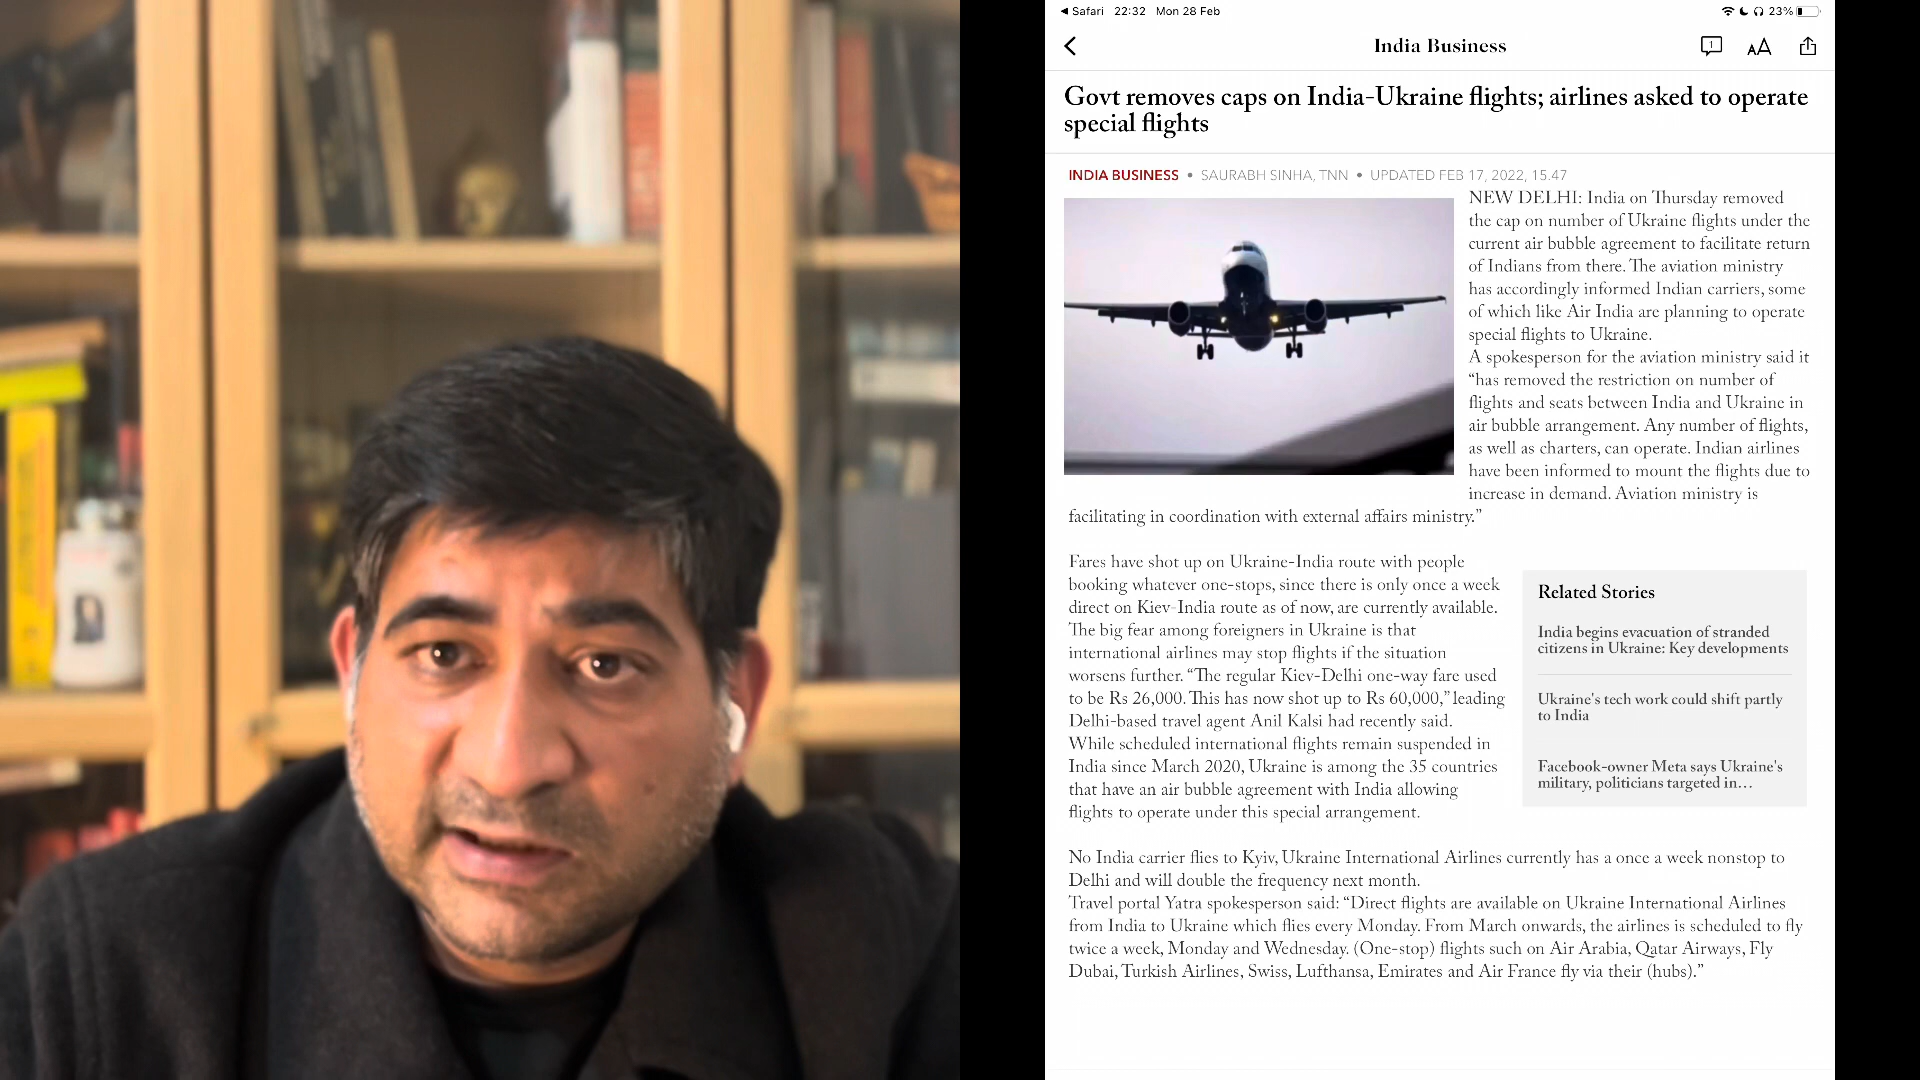 ◀ Safari 22:32 Mon 28 Feb
23%
India Business
1
AA
Govt removes caps on India-Ukraine flights; airlines asked to operate
special flights
INDIA BUSINESS • SAURABH SINHA, TNN • UPDATED FEB 17, 2022, 15.47
NEW DELHI: India on Thursday removed
the cap on number of Ukraine flights under the
current air bubble agreement to facilitate return
of Indians from there. The aviation ministry
has accordingly informed Indian carriers, some
of which like Air India are planning to operate
special flights to Ukraine.
A spokesperson for the aviation ministry said it
“has removed the restriction on number of
flights and seats between India and Ukraine in
air bubble arrangement. Any number of flights,
as well as charters, can operate. Indian airlines
have been informed to mount the flights due to
increase in demand. Aviation ministry is
facilitating in coordination with external affairs ministry.”
Fares have shot up on Ukraine-India route with people
booking whatever one-stops, since there is only once a week
direct on Kiev-India route as of now, are currently available.
The big fear among foreigners in Ukraine is that
international airlines may stop flights if the situation
worsens further. “The regular Kiev-Delhi one-way fare used
to be Rs 26,000. This has now shot up to Rs 60,000,” leading
Delhi-based travel agent Anil Kalsi had recently said.
While scheduled international flights remain suspended in
India since March 2020, Ukraine is among the 35 countries
that have an air bubble agreement with India allowing
flights to operate under this special arrangement.
Related Stories
India begins evacuation of stranded
citizens in Ukraine: Key developments
Ukraine's tech work could shift partly
to India
Facebook-owner Meta says Ukraine's
military, politicians targeted in…
No India carrier flies to Kyiv, Ukraine International Airlines currently has a once a week nonstop to
Delhi and will double the frequency next month.
Travel portal Yatra spokesperson said: “Direct flights are available on Ukraine International Airlines
from India to Ukraine which flies every Monday. From March onwards, the airlines is scheduled to fly
twice a week, Monday and Wednesday. (One-stop) flights such on Air Arabia, Qatar Airways, Fly
Dubai, Turkish Airlines, Swiss, Lufthansa, Emirates and Air France fly via their (hubs).”